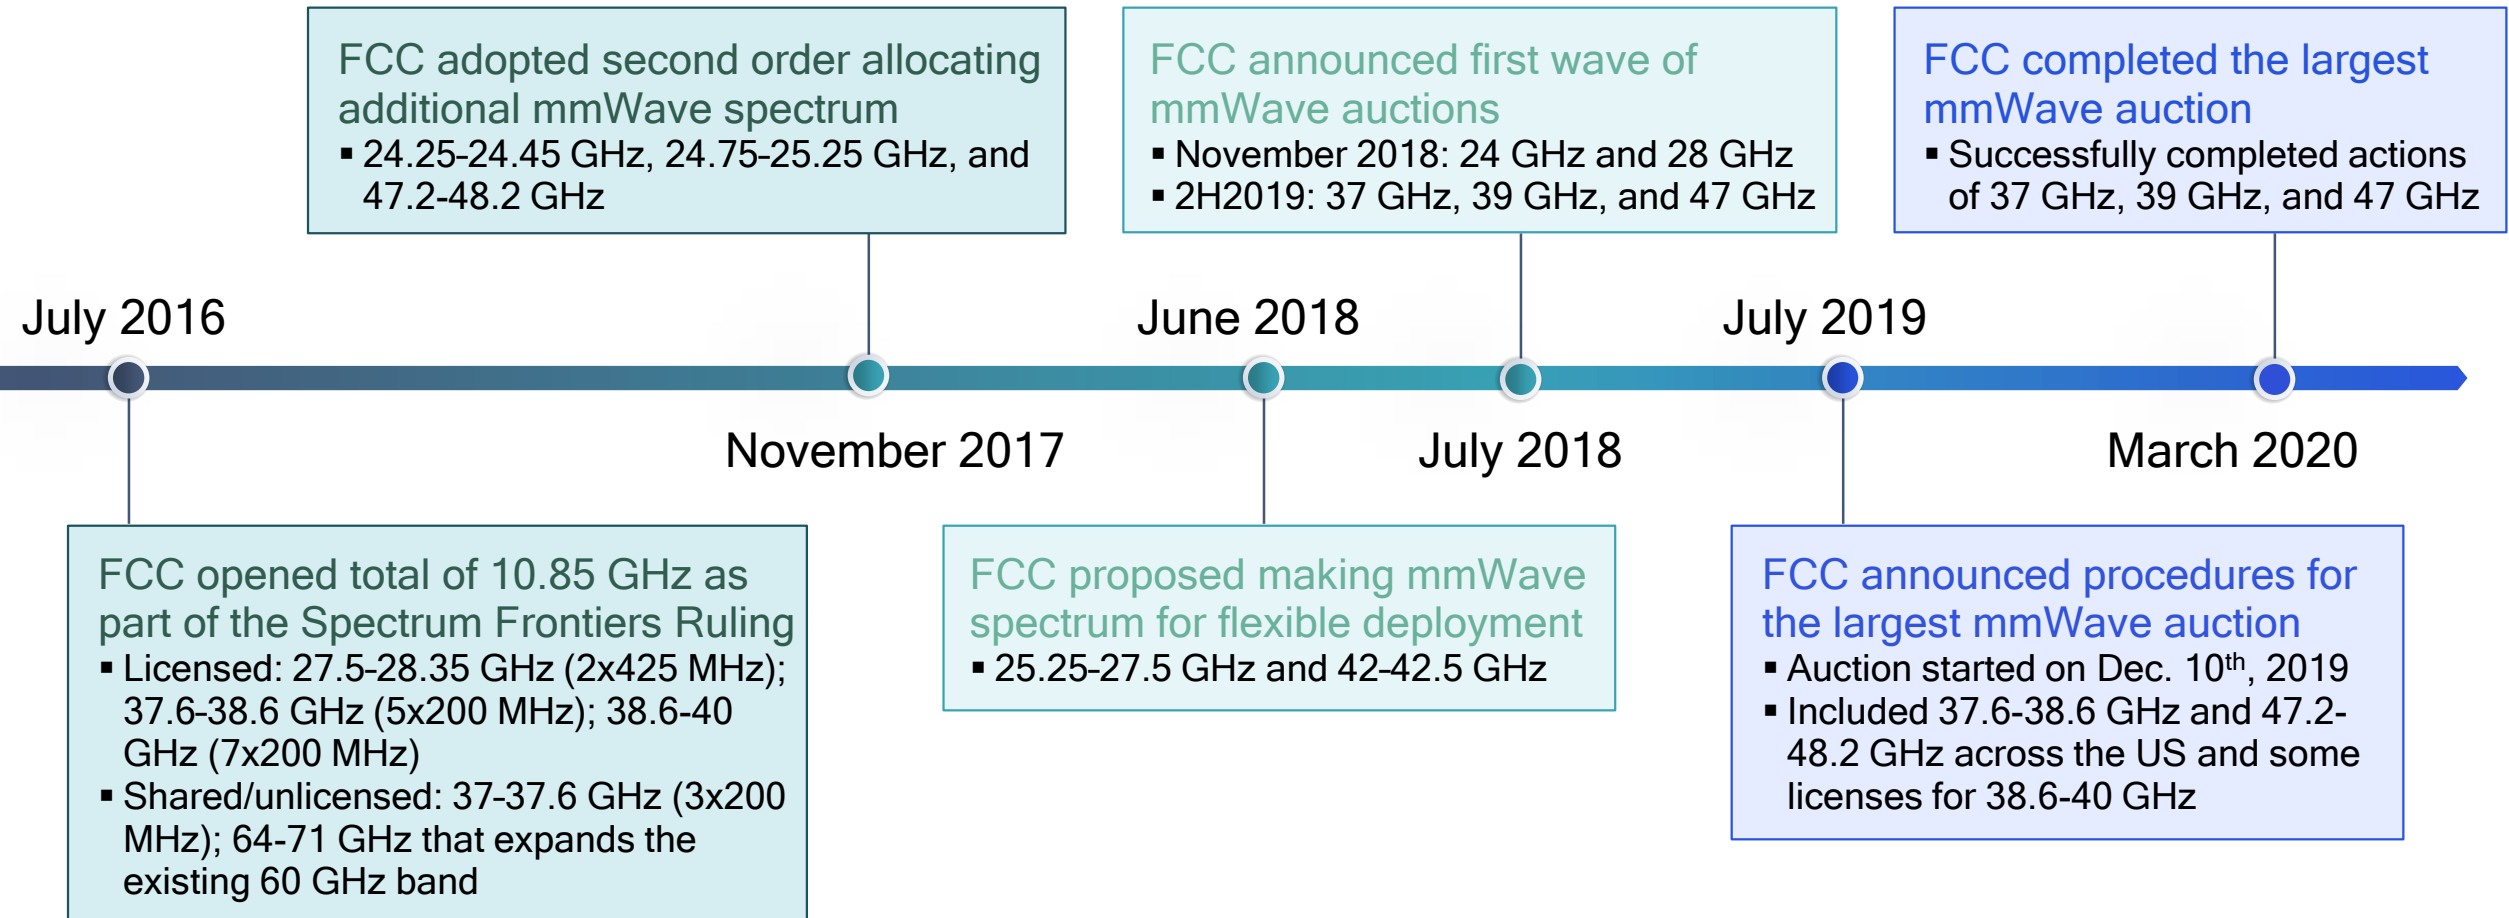 FCC adopted second order allocating
additional mmWave spectrum
▪ 24.25-24.45 GHz, 24.75-25.25 GHz, and
47.2-48.2 GHz
FCC announced first wave of
mmWave auctions
▪ November 2018: 24 GHz and 28 GHz
▪ 2H2019: 37 GHz, 39 GHz, and 47 GHz
FCC completed the largest
mmWave auction
▪ Successfully completed actions
of 37 GHz, 39 GHz, and 47 GHz
July 2016
June 2018
July 2019
November 2017
July 2018
March 2020
FCC opened total of 10.85 GHz as
part of the Spectrum Frontiers Ruling
▪ Licensed: 27.5-28.35 GHz (2x425 MHz);
37.6-38.6 GHz (5x200 MHz); 38.6-40
GHz (7x200 MHz)
▪ Shared/unlicensed: 37-37.6 GHz (3x200
MHz); 64-71 GHz that expands the
existing 60 GHz band
FCC proposed making mmWave
spectrum for flexible deployment
▪ 25.25-27.5 GHz and 42-42.5 GHz
FCC announced procedures for
the largest mmWave auction
▪ Auction started on Dec. 10th, 2019
▪ Included 37.6-38.6 GHz and 47.2-
48.2 GHz across the US and some
licenses for 38.6-40 GHz